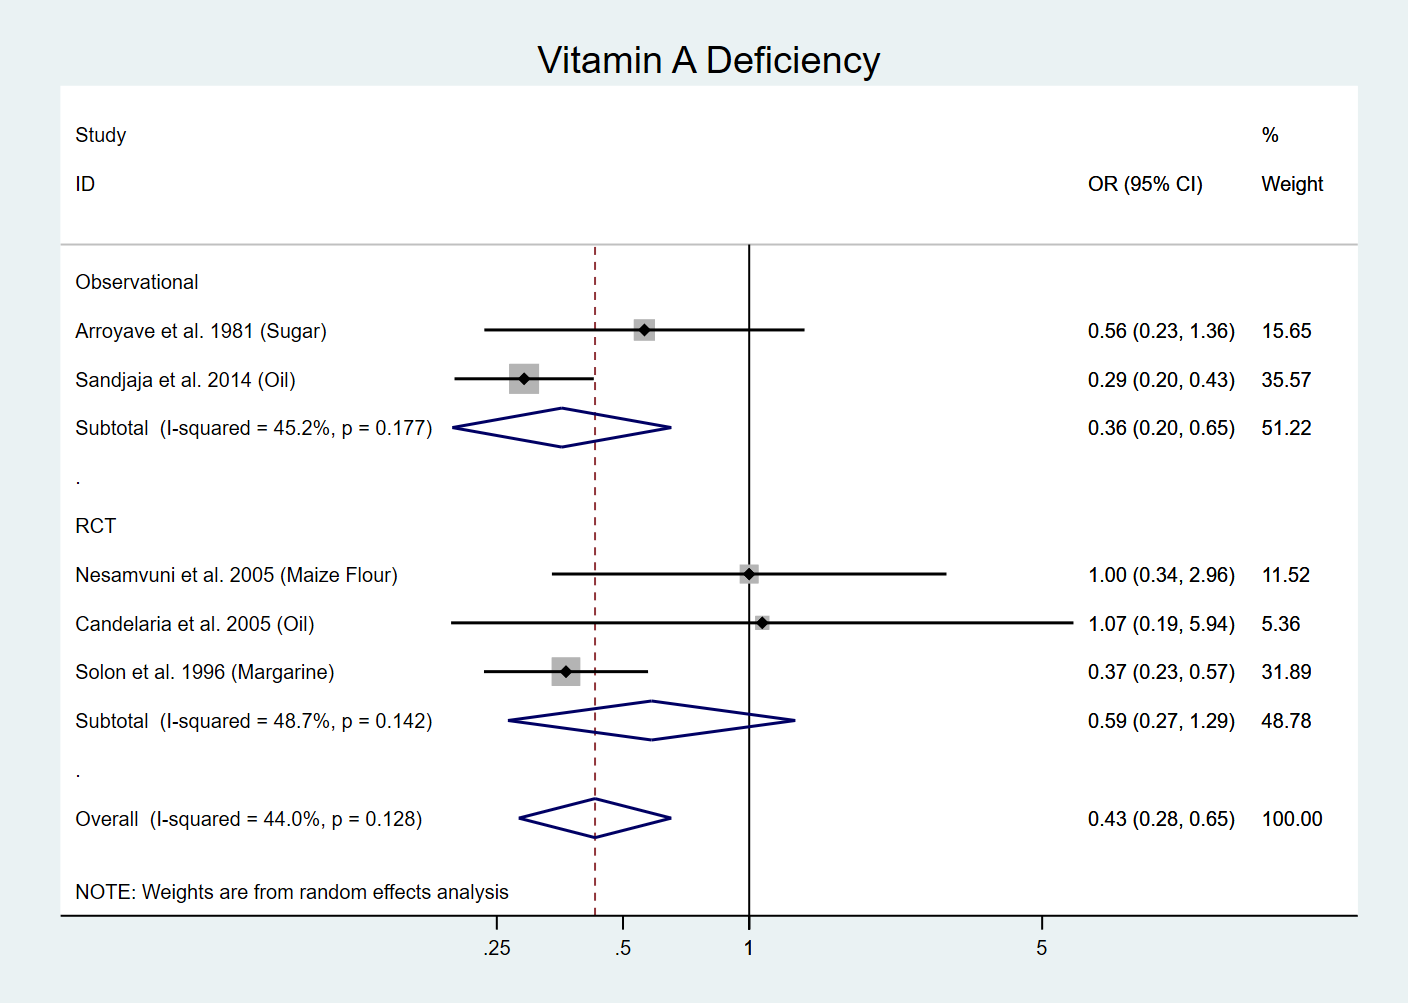 Vitamin A Deficiency
Study %
ID OR (95% CI) Weight
Observational
Arroyave et al. 1981 (Sugar) 0.56 (0.23, 1.36) 15.65
Sandjaja et al. 2014 (Oil) 0.29 (0.20, 0.43) 35.57
Subtotal (I-squared = 45.2%, p = 0.177) 0.36 (0.20, 0.65) 51.22
.
RCT
Nesamvuni et al. 2005 (Maize Flour) 1.00 (0.34, 2.96) 11.52
Candelaria et al. 2005 (Oil) 1.07 (0.19, 5.94) 5.36
Solon et al. 1996 (Margarine) 0.37 (0.23, 0.57) 31.89
Subtotal (I-squared = 48.7%, p = 0.142) 0.59 (0.27, 1.29) 48.78
.
Overall (I-squared = 44.0%, p = 0.128) 0.43 (0.28, 0.65) 100.00
NOTE: Weights are from random effects analysis
.25 .5 1 5